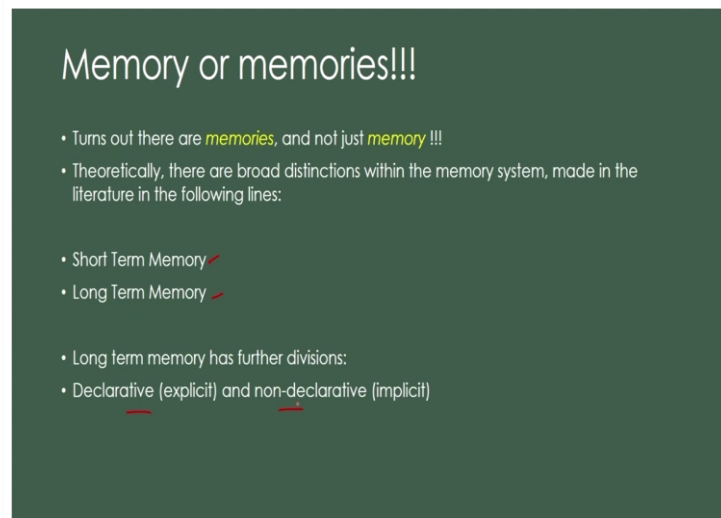 Memory or memories!!!
• Turns out there are memories, and not just memory !!!
• Theoretically, there are broad distinctions within the memory system, made in the
literature in the following lines:
• Short Term Memory
• Long Term Memory
• Long term memory has further divisions:
• Declarative (explicit) and non-declarative (implicit)